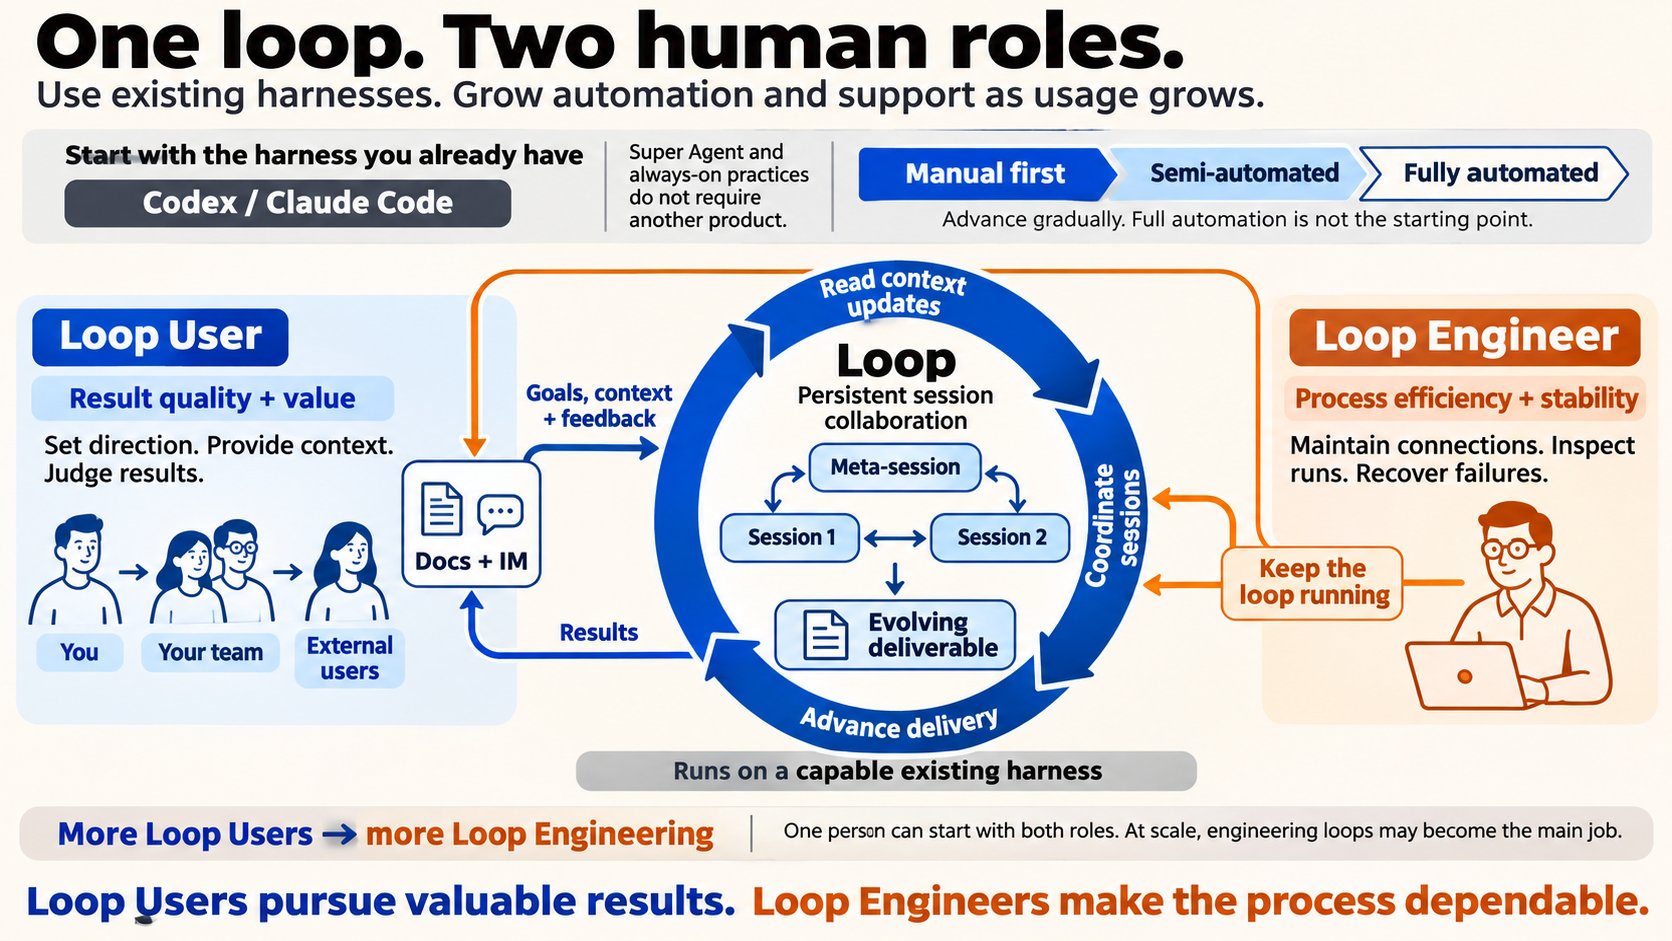 One loop. Two human roles.
Use existing harnesses. Grow automation and support as usage grows.
Start with the harness you already have
Codex / Claude Code
Super Agent and
always-on practices
do not require
another product.
Manual first
Semi-automated
Fully automated
Advance gradually. Full automation is not the starting point.
Loop User
Result quality + value
Set direction. Provide context.
Judge results.
You
Your team
External
users
Docs + IM
Goals, context
+ feedback
Results
Read context
updates
Coordinate
sessions
Advance delivery
Loop
Persistent session
collaboration
Meta-session
Session 1
Session 2
Evolving
deliverable
Runs on a capable existing harness
Loop Engineer
Process efficiency + stability
Maintain connections. Inspect
runs. Recover failures.
Keep the
loop running
More Loop Users → more Loop Engineering
One person can start with both roles. At scale, engineering loops may become the main job.
Loop Users pursue valuable results. Loop Engineers make the process dependable.